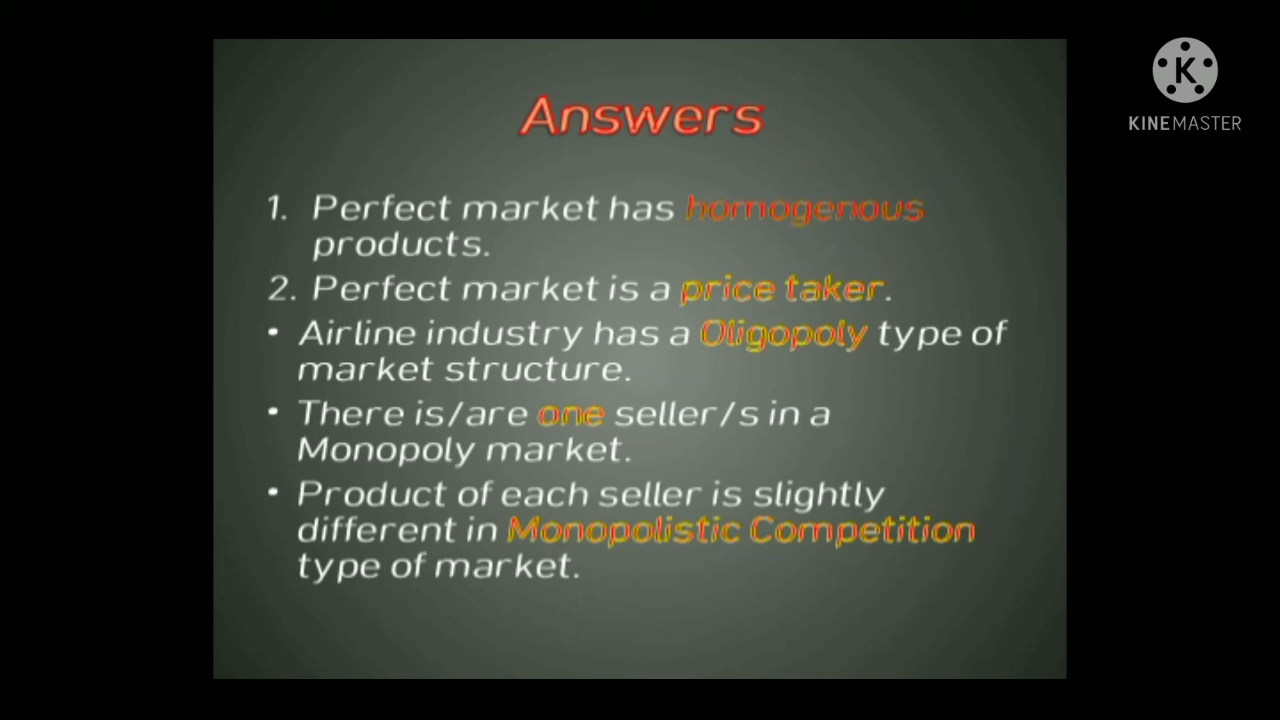 Answers
1. Perfect market has homogenous
products.
2. Perfect market is a price taker.
• Airline industry has a Oligopoly type of
market structure.
• There is/are one seller/s in a
Monopoly market.
• Product of each seller is slightly
different in Monopolistic Competition
type of market.
K
KINEMASTER